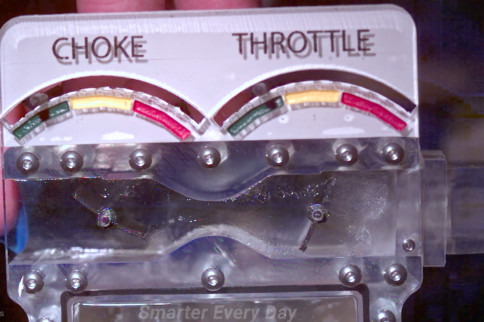 CHOKE THROTTLE
Smarter Every Day